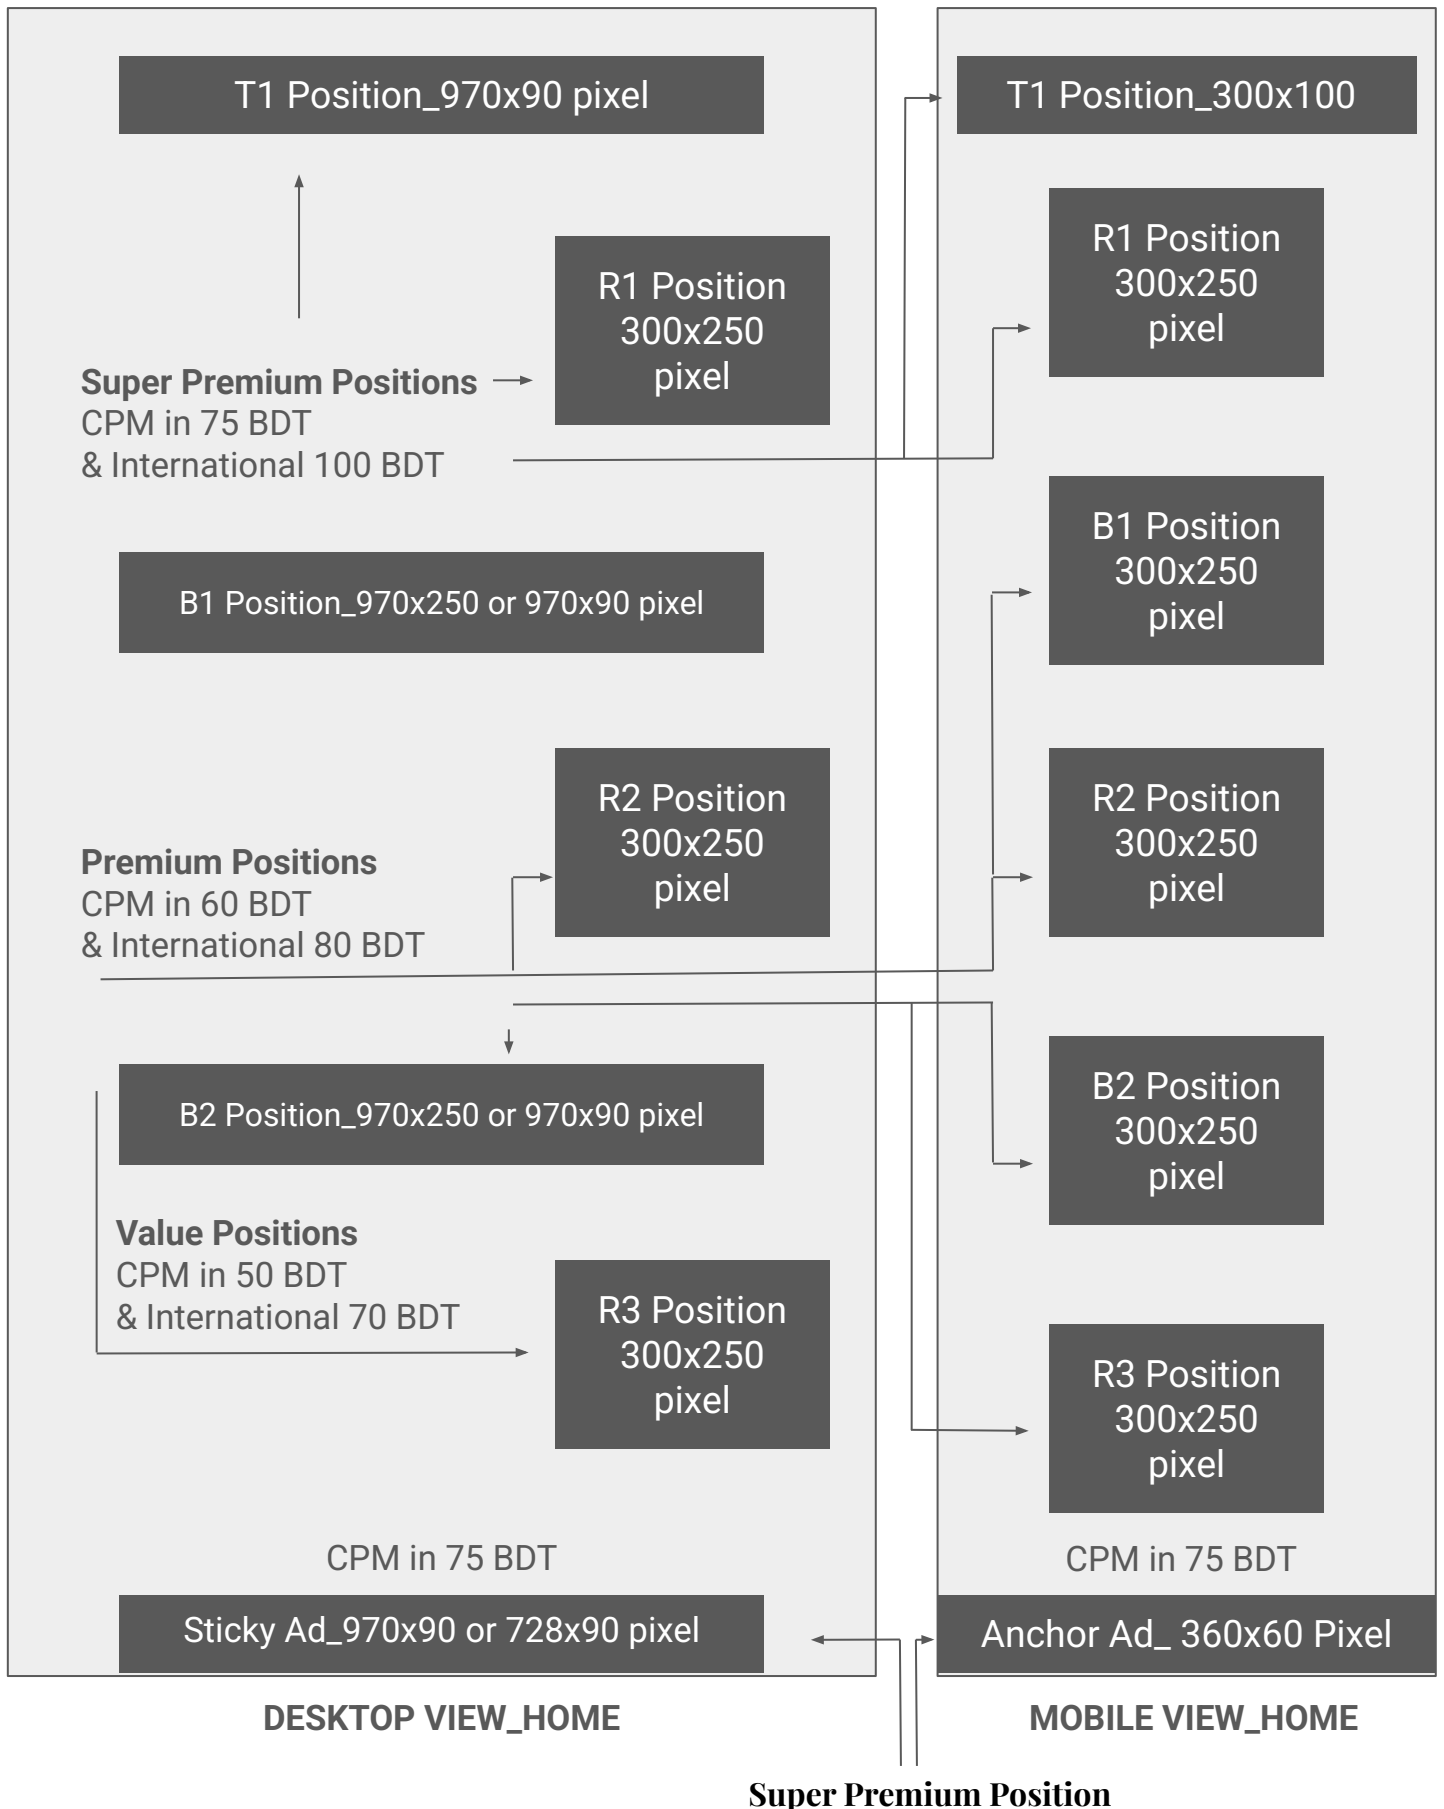 T1 Position_970x90 pixel
R1 Position
300x250
pixel
Super Premium Positions
CPM in 75 BDT
& International 100 BDT
B1 Position_970x250 or 970x90 pixel
R2 Position
300x250
pixel
Premium Positions
CPM in 60 BDT
& International 80 BDT
B2 Position_970x250 or 970x90 pixel
Value Positions
CPM in 50 BDT
& International 70 BDT
R3 Position
300x250
pixel
CPM in 75 BDT
Sticky Ad_970x90 or 728x90 pixel
DESKTOP VIEW_HOME
T1 Position_300x100
R1 Position
300x250
pixel
B1 Position
300x250
pixel
R2 Position
300x250
pixel
B2 Position
300x250
pixel
R3 Position
300x250
pixel
CPM in 75 BDT
Anchor Ad_ 360x60 Pixel
MOBILE VIEW_HOME
Super Premium Position